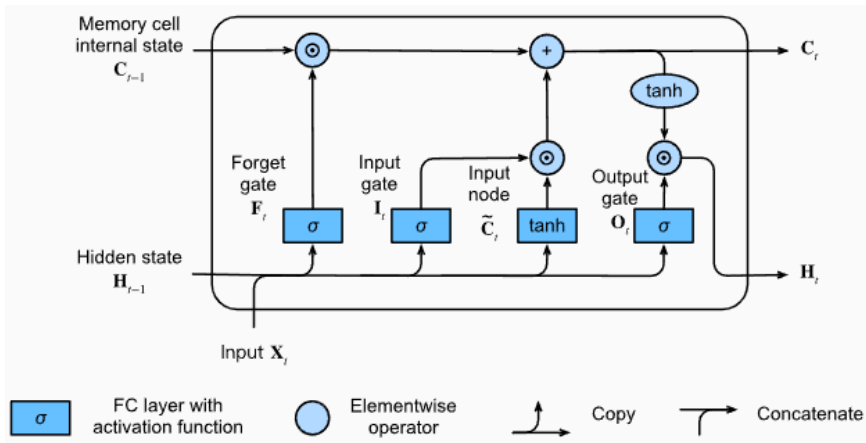 Memory cell
internal state
C_{t−1}
⊙
+
C_t
tanh
Forget
gate
F_t
Input
gate
I_t
Input
node
C̃_t
⊙
Output
gate
O_t
⊙
σ
σ
tanh
σ
Hidden state
H_{t−1}
H_t
Input X_t
σ
FC layer with
activation function
Elementwise
operator
Copy
Concatenate